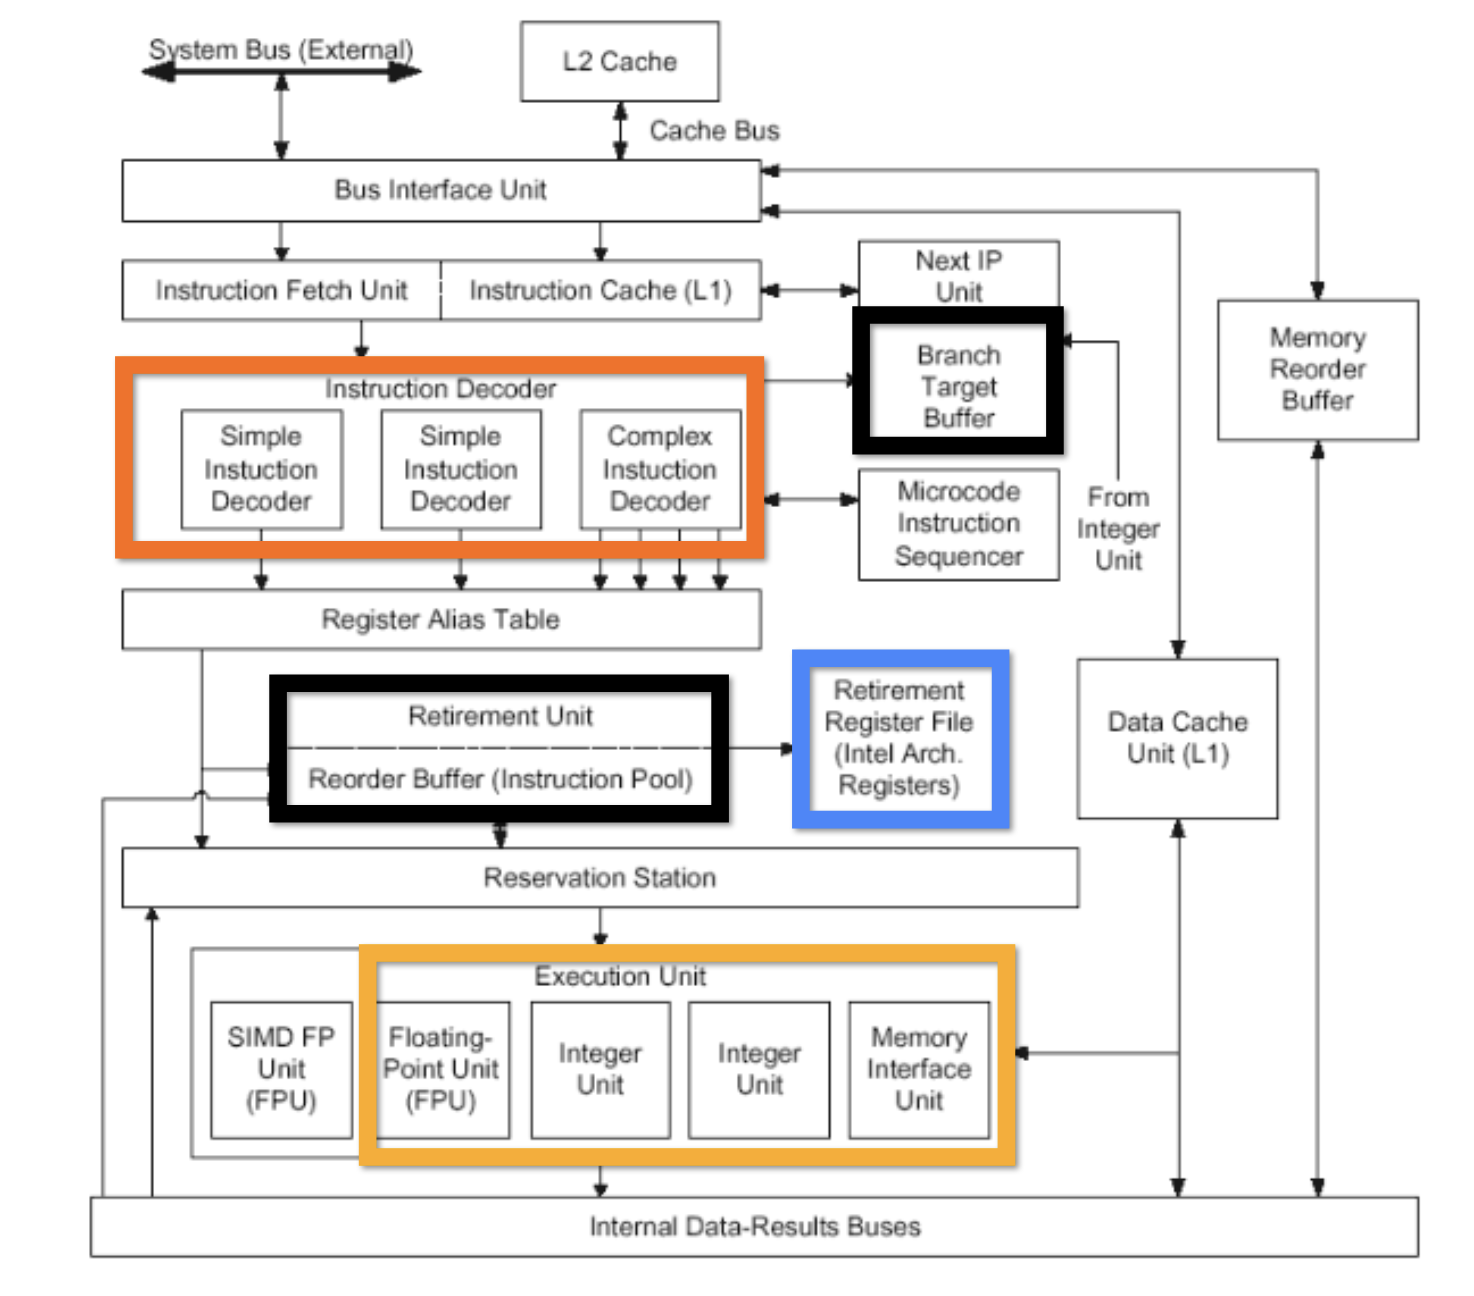 System Bus (External)
L2 Cache
Cache Bus
Bus Interface Unit
Instruction Fetch Unit
Instruction Cache (L1)
Next IP
Unit
Branch
Target
Buffer
Memory
Reorder
Buffer
Instruction Decoder
Simple
Instuction
Decoder
Simple
Instuction
Decoder
Complex
Instuction
Decoder
Microcode
Instruction
Sequencer
From
Integer
Unit
Register Alias Table
Retirement Unit
Reorder Buffer (Instruction Pool)
Retirement
Register File
(Intel Arch.
Registers)
Data Cache
Unit (L1)
Reservation Station
Execution Unit
SIMD FP
Unit
(FPU)
Floating-
Point Unit
(FPU)
Integer
Unit
Integer
Unit
Memory
Interface
Unit
Internal Data-Results Buses